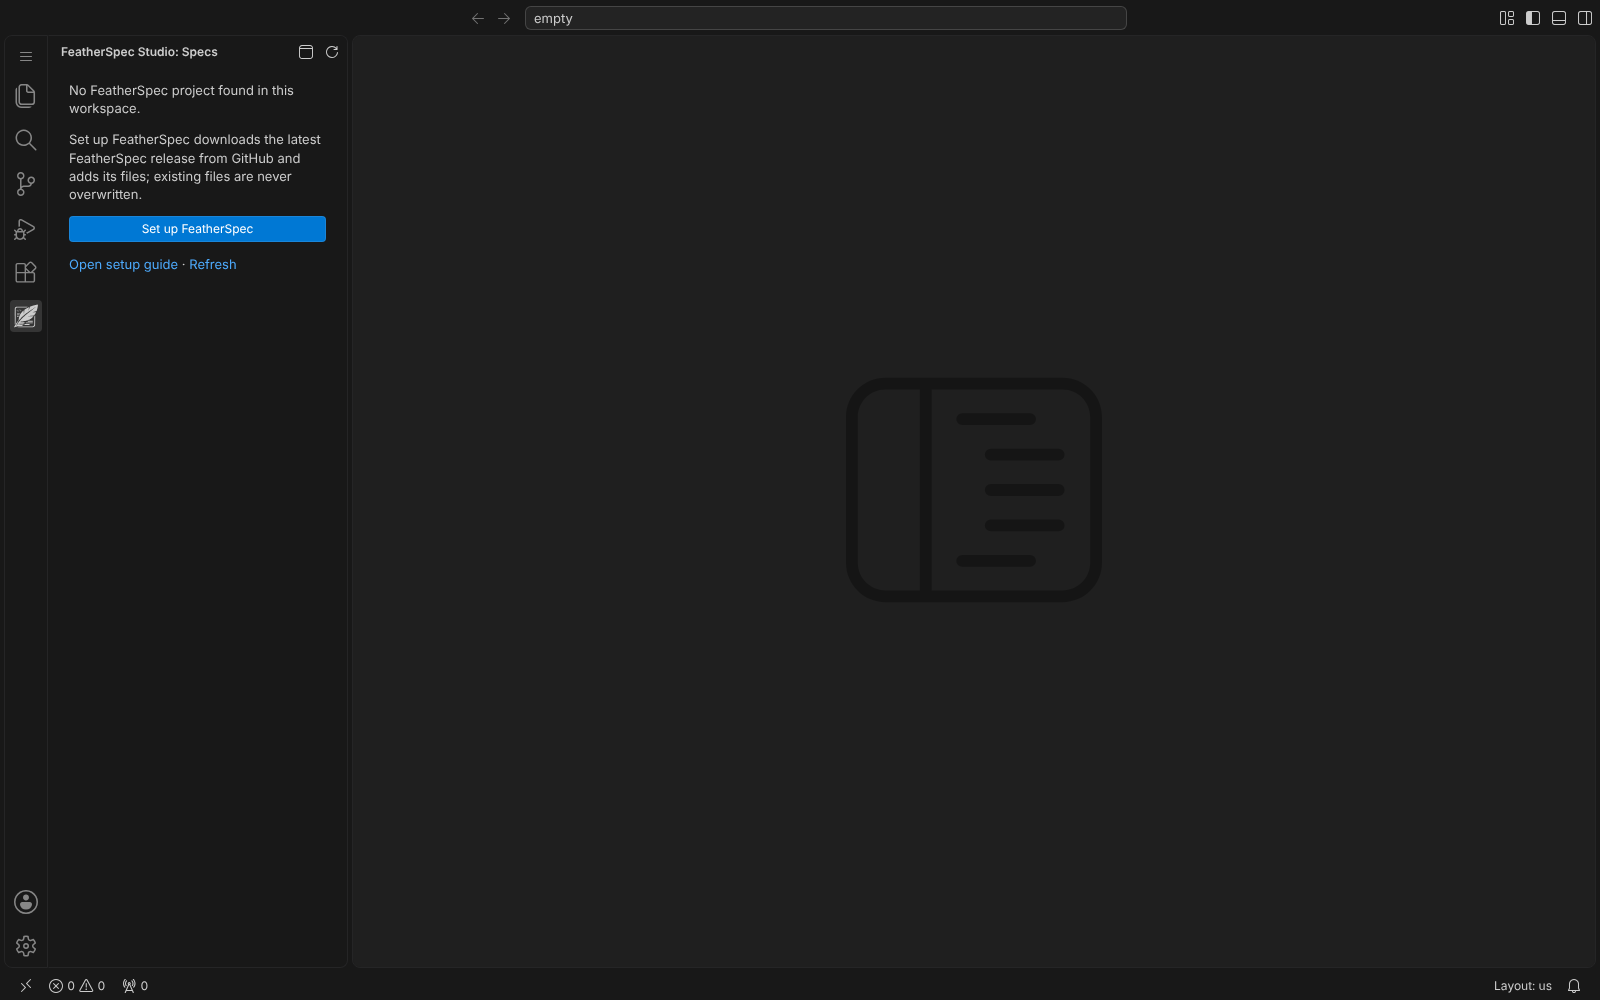 empty
FeatherSpec Studio: Specs
No FeatherSpec project found in this
workspace.
Set up FeatherSpec downloads the latest
FeatherSpec release from GitHub and
adds its files; existing files are never
overwritten.
Set up FeatherSpec
Open setup guide · Refresh
0 0 0
Layout: us